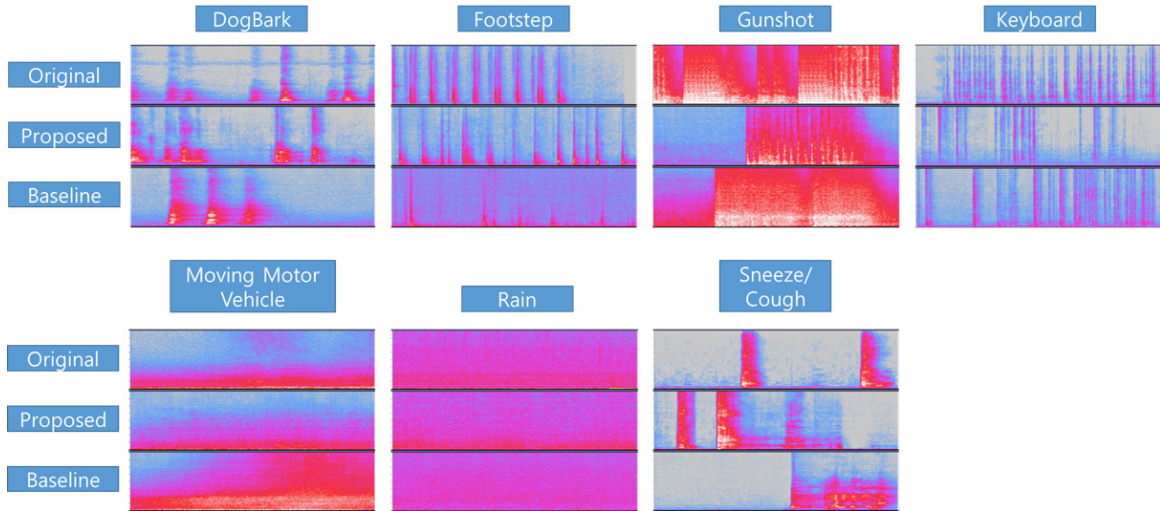 DogBark
Footstep
Gunshot
Keyboard
Original
Proposed
Baseline
Moving Motor
Vehicle
Rain
Sneeze/
Cough
Original
Proposed
Baseline